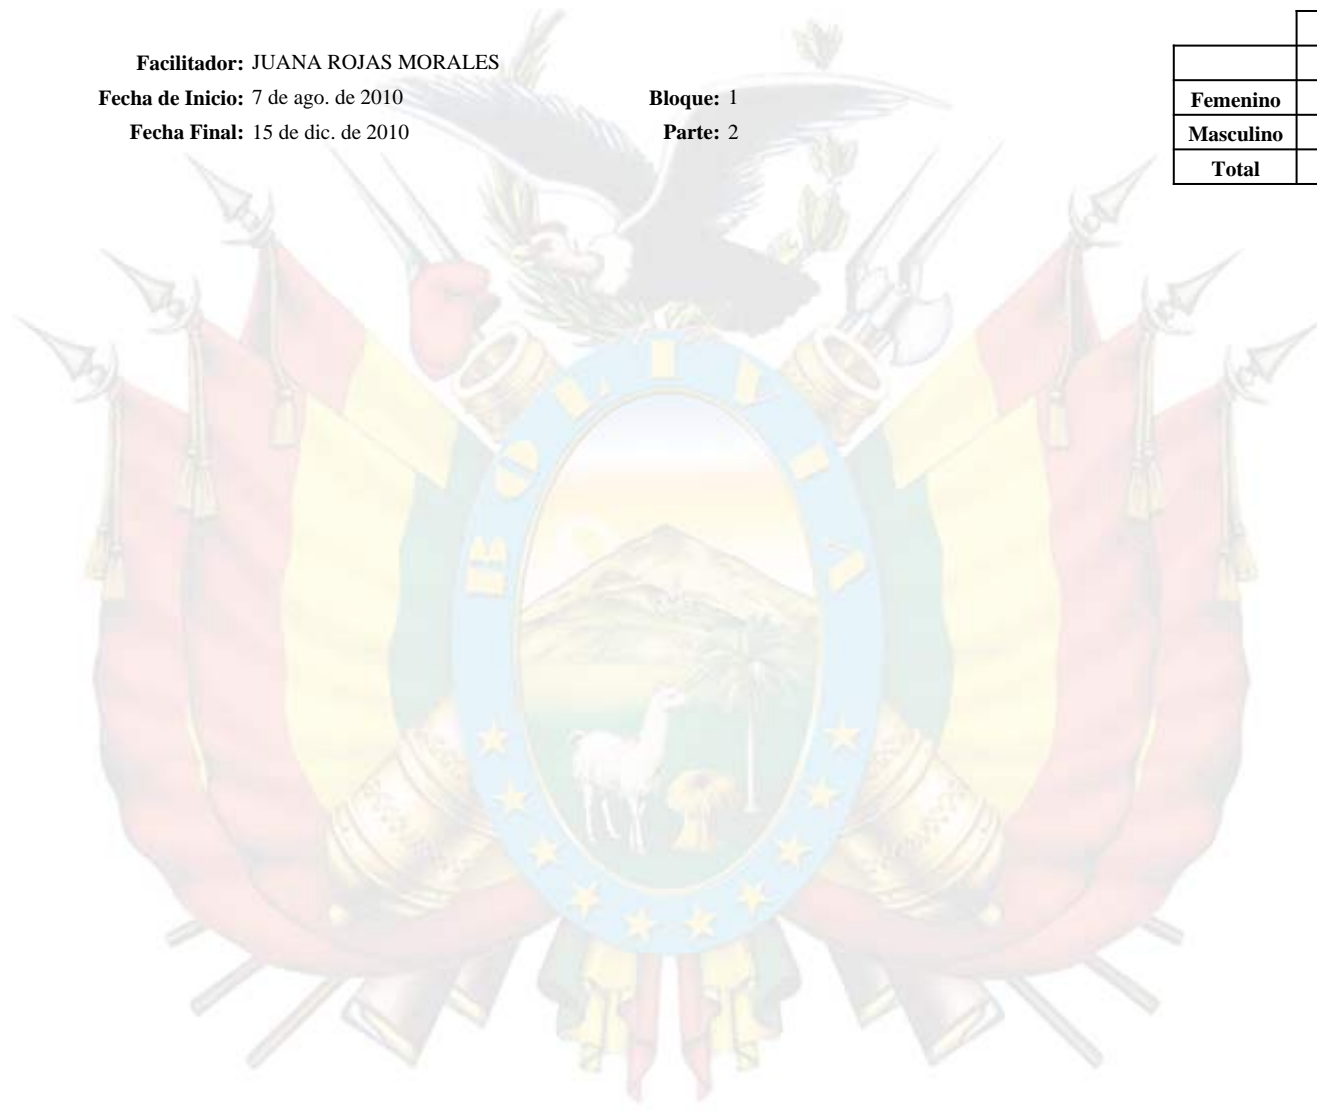 Facilitador: JUANA ROJAS MORALES
Fecha de Inicio: 7 de ago. de 2010 Bloque: 1
Fecha Final: 15 de dic. de 2010 Parte: 2
Femenino
Masculino
Total
BOLIVIA